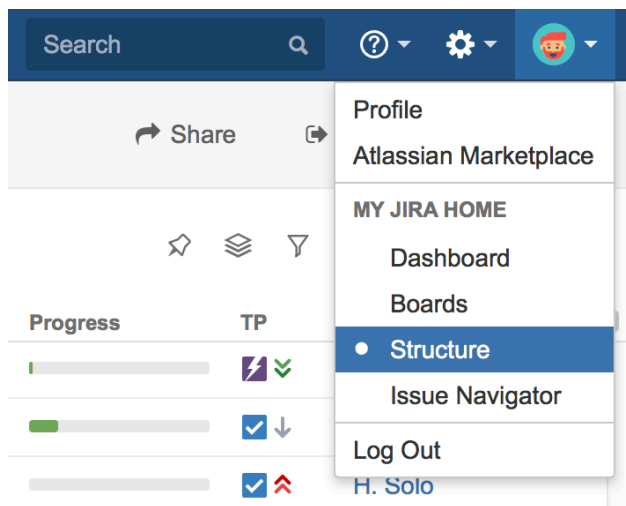 Search
Share
Profile
Atlassian Marketplace
MY JIRA HOME
Dashboard
Boards
Structure
Issue Navigator
Log Out
Progress
TP
H. Solo